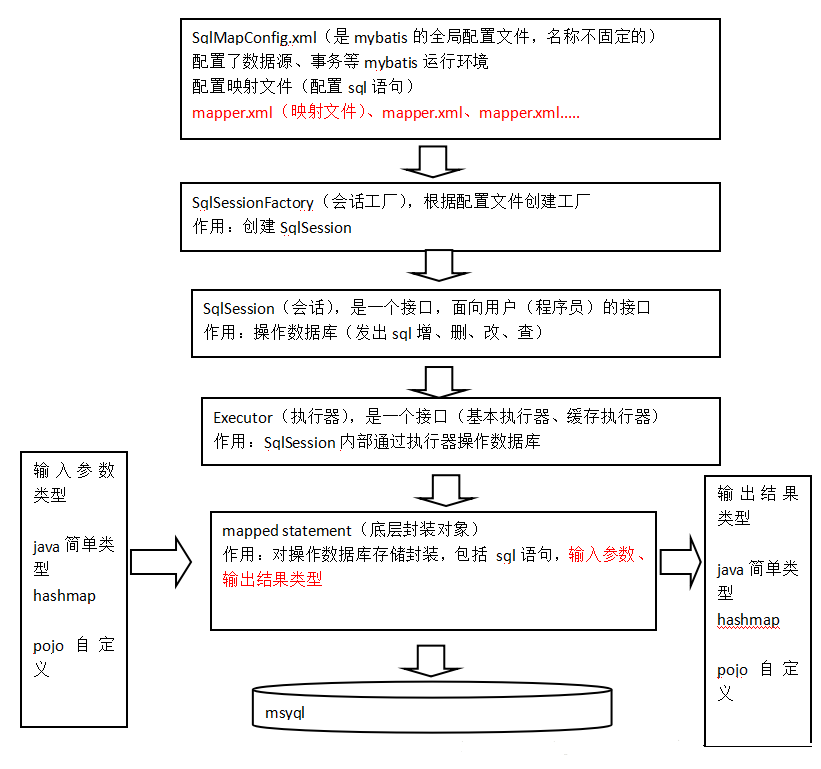 SqlMapConfig.xml（是 mybatis 的全局配置文件，名称不固定的）
配置了数据源、事务等 mybatis 运行环境
配置映射文件（配置 sql 语句）
mapper.xml（映射文件）、mapper.xml、mapper.xml.....
SqlSessionFactory（会话工厂），根据配置文件创建工厂
作用：创建 SqlSession
SqlSession（会话），是一个接口，面向用户（程序员）的接口
作用：操作数据库（发出 sql 增、删、改、查）
Executor（执行器），是一个接口（基本执行器、缓存执行器）
作用：SqlSession 内部通过执行器操作数据库
输入参数
类型
java 简单类
型
hashmap
pojo 自定
义
mapped statement（底层封装对象）
作用：对操作数据库存储封装，包括 sql 语句，输入参数、
输出结果类型
输出结果
类型
java 简单类
型
hashmap
pojo 自定
义
msyql